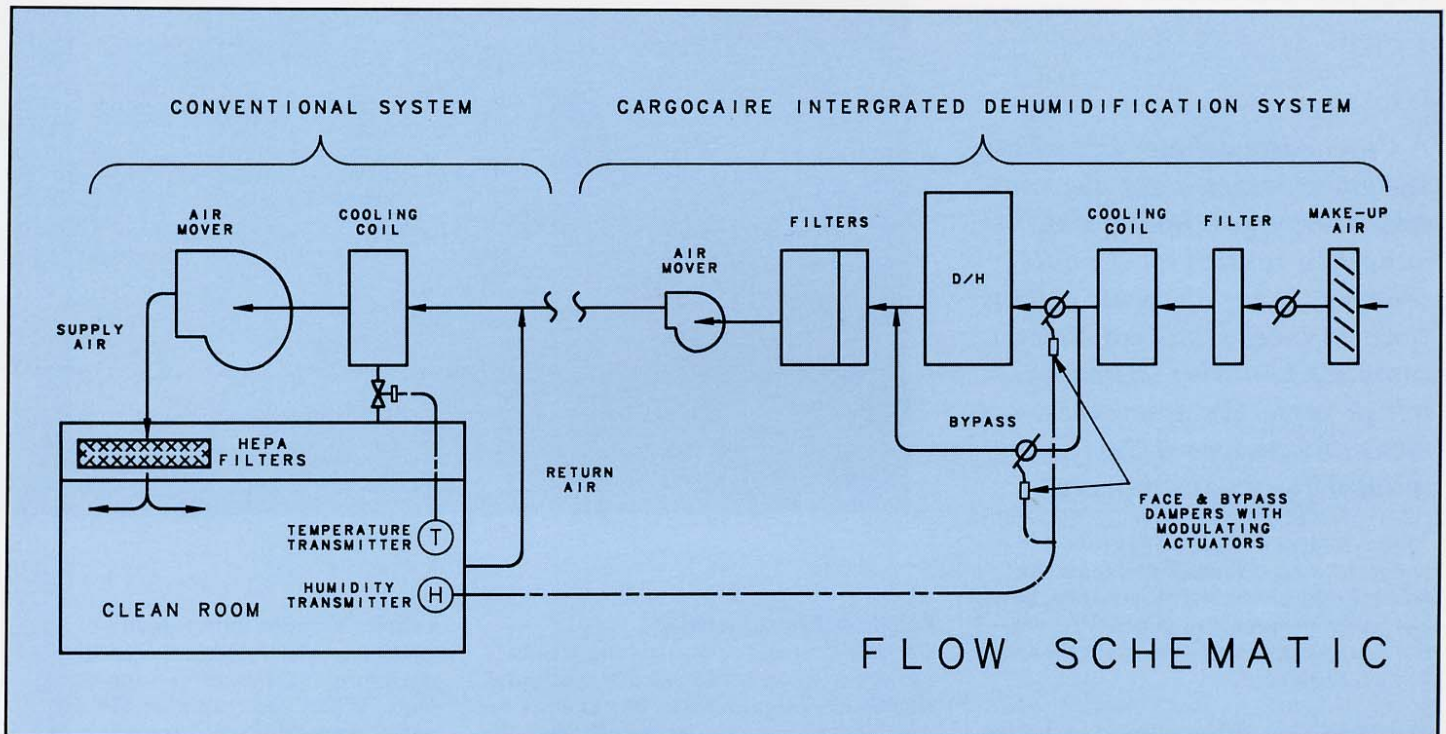 CONVENTIONAL SYSTEM
CARGOCAIRE INTERGRATED DEHUMIDIFICATION SYSTEM
AIR
MOVER
COOLING
COIL
SUPPLY
AIR
HEPA
FILTERS
TEMPERATURE
TRANSMITTER
T
HUMIDITY
TRANSMITTER
H
CLEAN ROOM
RETURN
AIR
AIR
MOVER
FILTERS
D/H
COOLING
COIL
FILTER
MAKE-UP
AIR
BYPASS
FACE & BYPASS
DAMPERS WITH
MODULATING
ACTUATORS
FLOW SCHEMATIC